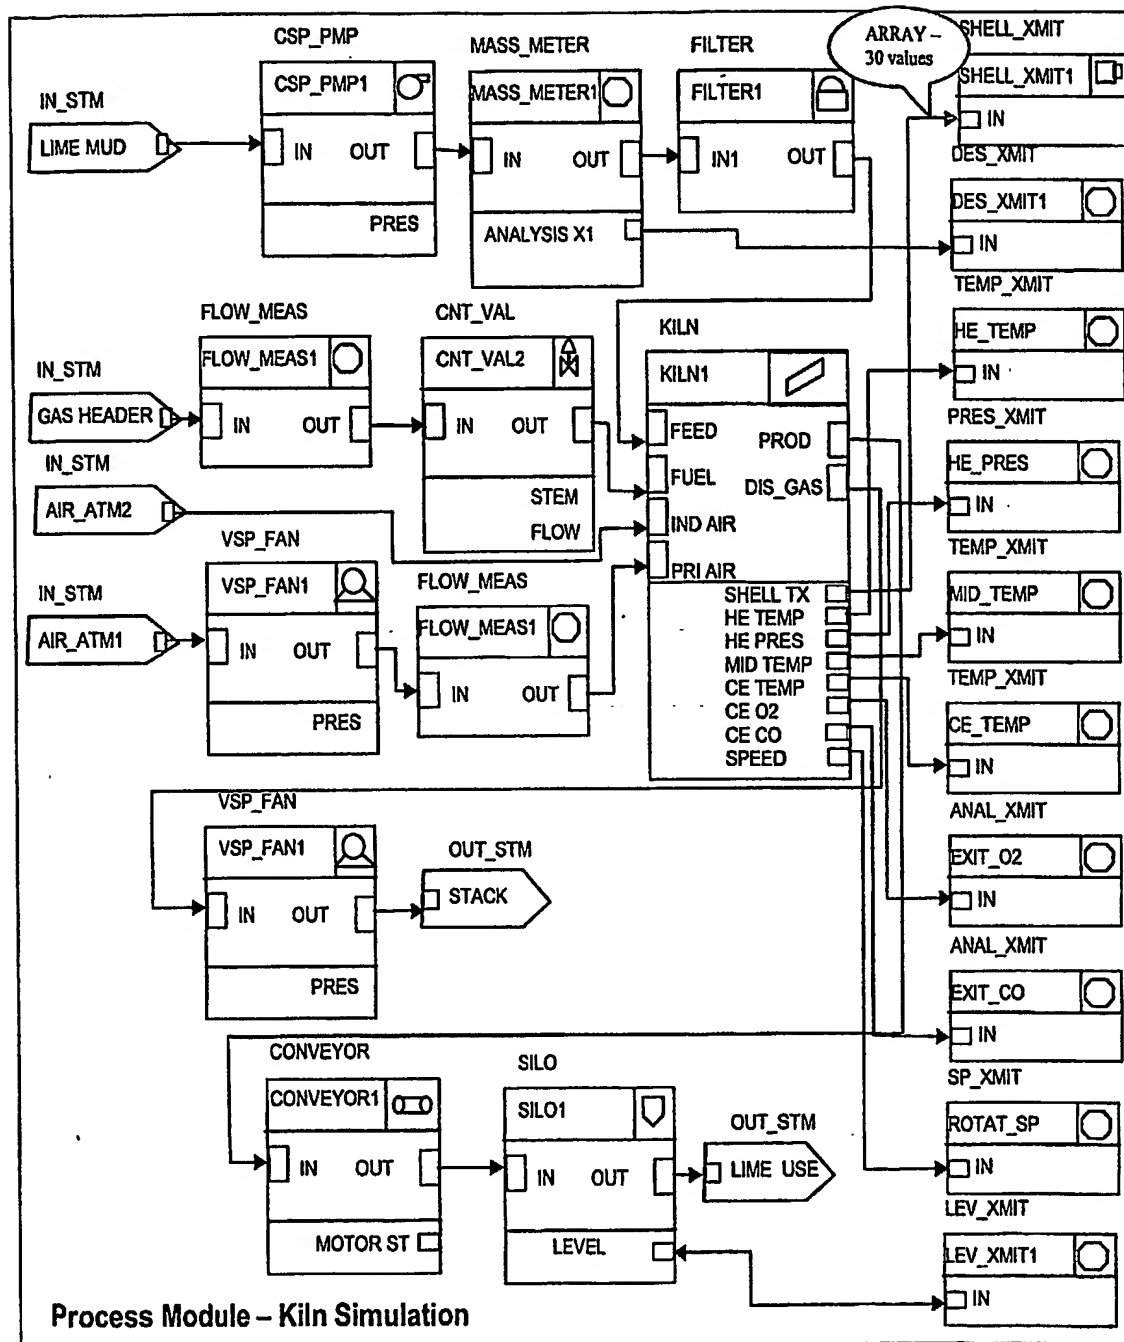 CSP_PMP
MASS_METER
FILTER
ARRAY –
30 values
SHELL_XMIT
CSP_PMP1
MASS_METER1
FILTER1
SHELL_XMIT1
IN_STM
LIME MUD
IN OUT
IN OUT
IN1 OUT
IN
DES_XMIT
PRES
ANALYSIS X1
DES_XMIT1
IN
TEMP_XMIT
FLOW_MEAS
CNT_VAL
KILN
HE_TEMP
IN
FLOW_MEAS1
CNT_VAL2
KILN1
IN_STM
GAS HEADER
IN OUT
IN OUT
FEED
PROD
PRES_XMIT
HE_PRES
IN
IN_STM
AIR_ATM2
STEM
FLOW
FUEL
DIS_GAS
IND AIR
PRI AIR
TEMP_XMIT
VSP_FAN
VSP_FAN1
FLOW_MEAS
FLOW_MEAS1
IN_STM
AIR_ATM1
IN OUT
IN OUT
PRES
SHELL TX
HE TEMP
HE PRES
MID TEMP
CE TEMP
CE O2
CE CO
SPEED
MID_TEMP
IN
TEMP_XMIT
CE_TEMP
IN
VSP_FAN
VSP_FAN1
OUT_STM
STACK
IN OUT
PRES
ANAL_XMIT
EXIT_O2
IN
ANAL_XMIT
EXIT_CO
IN
CONVEYOR
CONVEYOR1
SILO
SILO1
OUT_STM
LIME USE
IN OUT
IN OUT
MOTOR ST
LEVEL
SP_XMIT
ROTAT_SP
IN
LEV_XMIT
LEV_XMIT1
IN
Process Module – Kiln Simulation